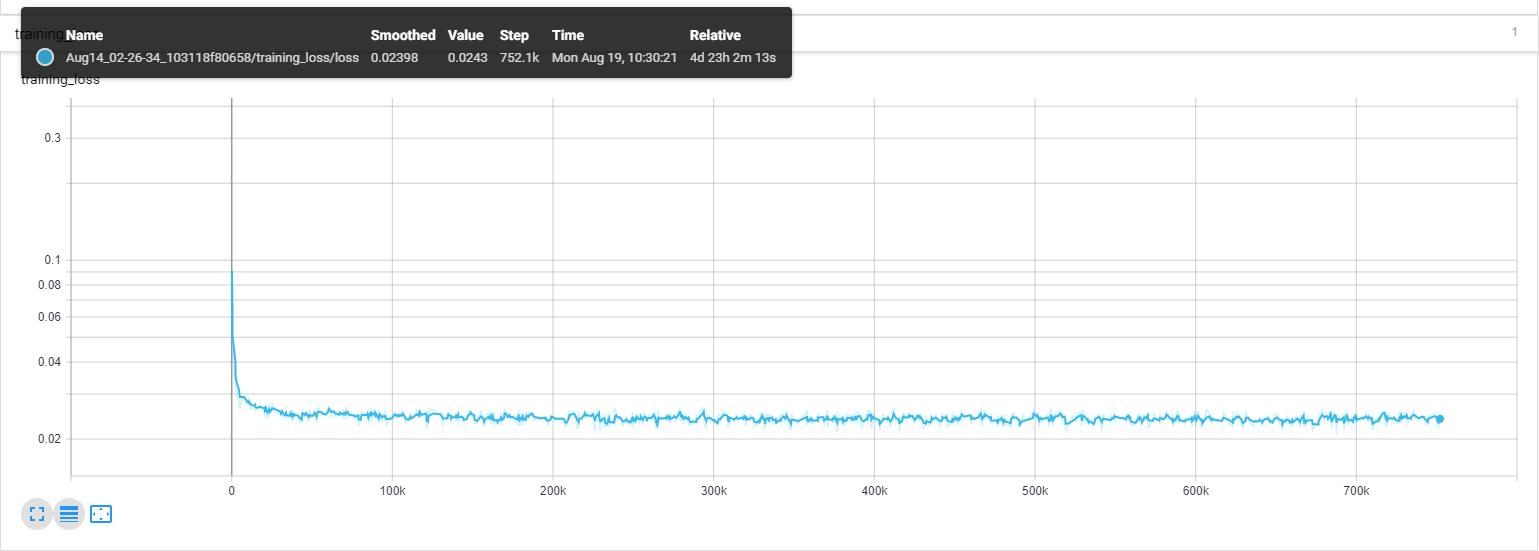 training_ 1
Name Smoothed Value Step Time Relative
Aug14_02-26-34_103118f80658/training_loss/loss 0.02398 0.0243 752.1k Mon Aug 19, 10:30:21 4d 23h 2m 13s
training_loss
0.3
0.1
0.08
0.06
0.04
0.02
0 100k 200k 300k 400k 500k 600k 700k